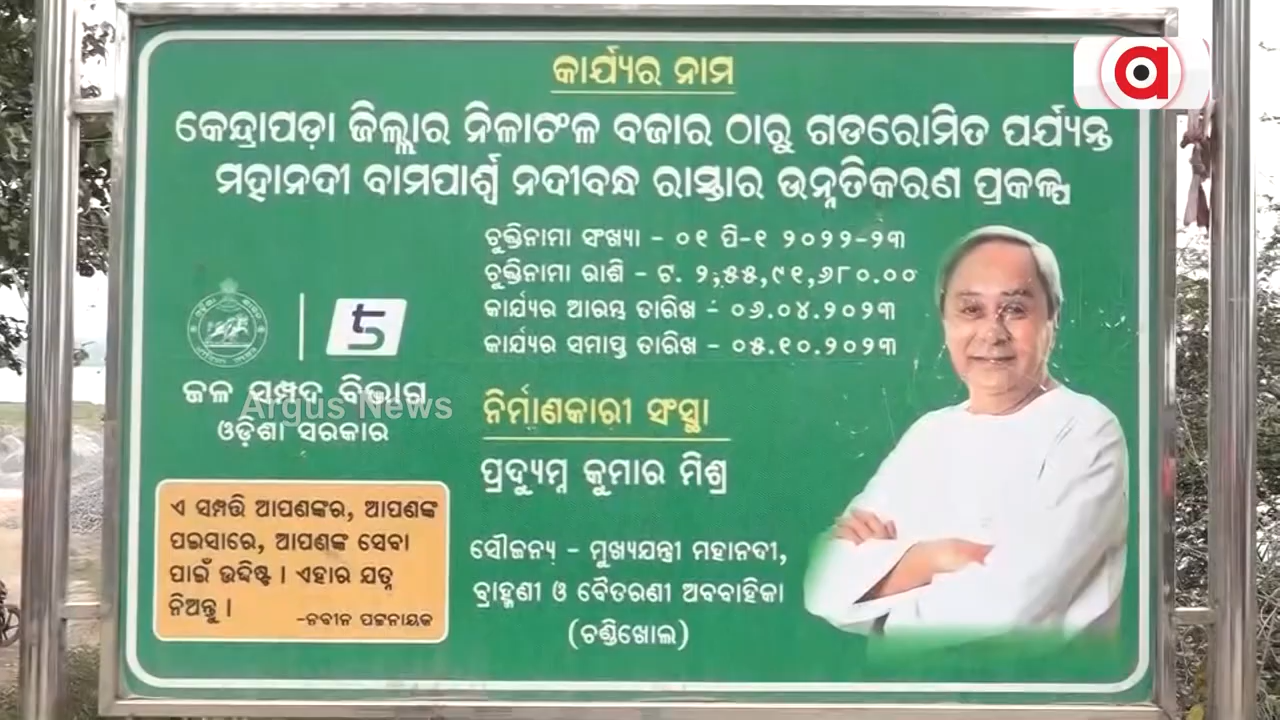 କାର୍ଯ୍ୟର ନାମ
କେନ୍ଦ୍ରାପଡ଼ା ଜିଲ୍ଲାର ନିଳାଚଂଳ ବଜାର ଠାରୁ ଗଡରୋମିତ ପର୍ଯ୍ୟନ୍ତ
ମହାନଦୀ ବାମପାର୍ଶ୍ୱ ନଦୀବନ୍ଧ ରାସ୍ତାର ଉନ୍ନତିକରଣ ପ୍ରକଳ୍ପ
ଚୁକ୍ତିନାମା ସଂଖ୍ୟା - ୦୧ ପି-୧ ୨୦୨୨-୨୩
ଚୁକ୍ତିନାମା ରାଶି - ଟ. ୨,୫୫,୯୧,୬୮୦.୦୦
କାର୍ଯ୍ୟର ଆରମ୍ଭ ତାରିଖ - ୦୬.୦୪.୨୦୨୩
କାର୍ଯ୍ୟର ସମାପ୍ତ ତାରିଖ - ୦୫.୧୦.୨୦୨୩
5
ଜଳ ସମ୍ପଦ ବିଭାଗ
ଓଡ଼ିଶା ସରକାର
Argus News
ନିର୍ମାଣକାରୀ ସଂସ୍ଥା
ପ୍ରଦ୍ୟୁମ୍ନ କୁମାର ମିଶ୍ର
ଏ ସମ୍ପତ୍ତି ଆପଣଙ୍କର, ଆପଣଙ୍କ
ପଇସାରେ, ଆପଣଙ୍କ ସେବା
ପାଇଁ ଉଦ୍ଦିଷ୍ଟ । ଏହାର ଯତ୍ନ
ନିଅନ୍ତୁ ।
-ନବୀନ ପଟ୍ଟନାୟକ
ସୌଜନ୍ୟ - ମୁଖ୍ୟଯନ୍ତ୍ରୀ ମହାନଦୀ,
ବ୍ରାହ୍ମଣୀ ଓ ବୈତରଣୀ ଅବବାହିକା
(ଚଣ୍ଡିଖୋଲ)